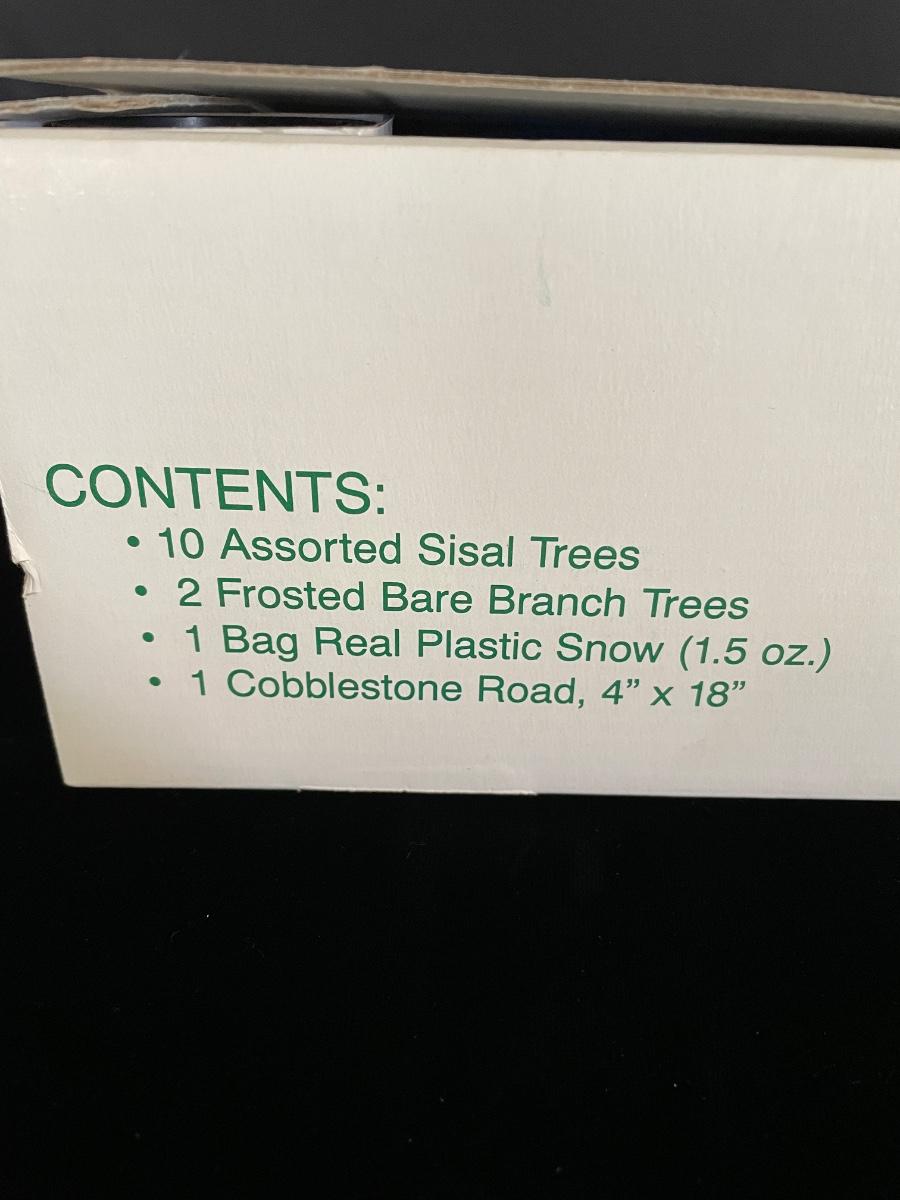 CONTENTS:
• 10 Assorted Sisal Trees
• 2 Frosted Bare Branch Trees
• 1 Bag Real Plastic Snow (1.5 oz.)
• 1 Cobblestone Road, 4” x 18”